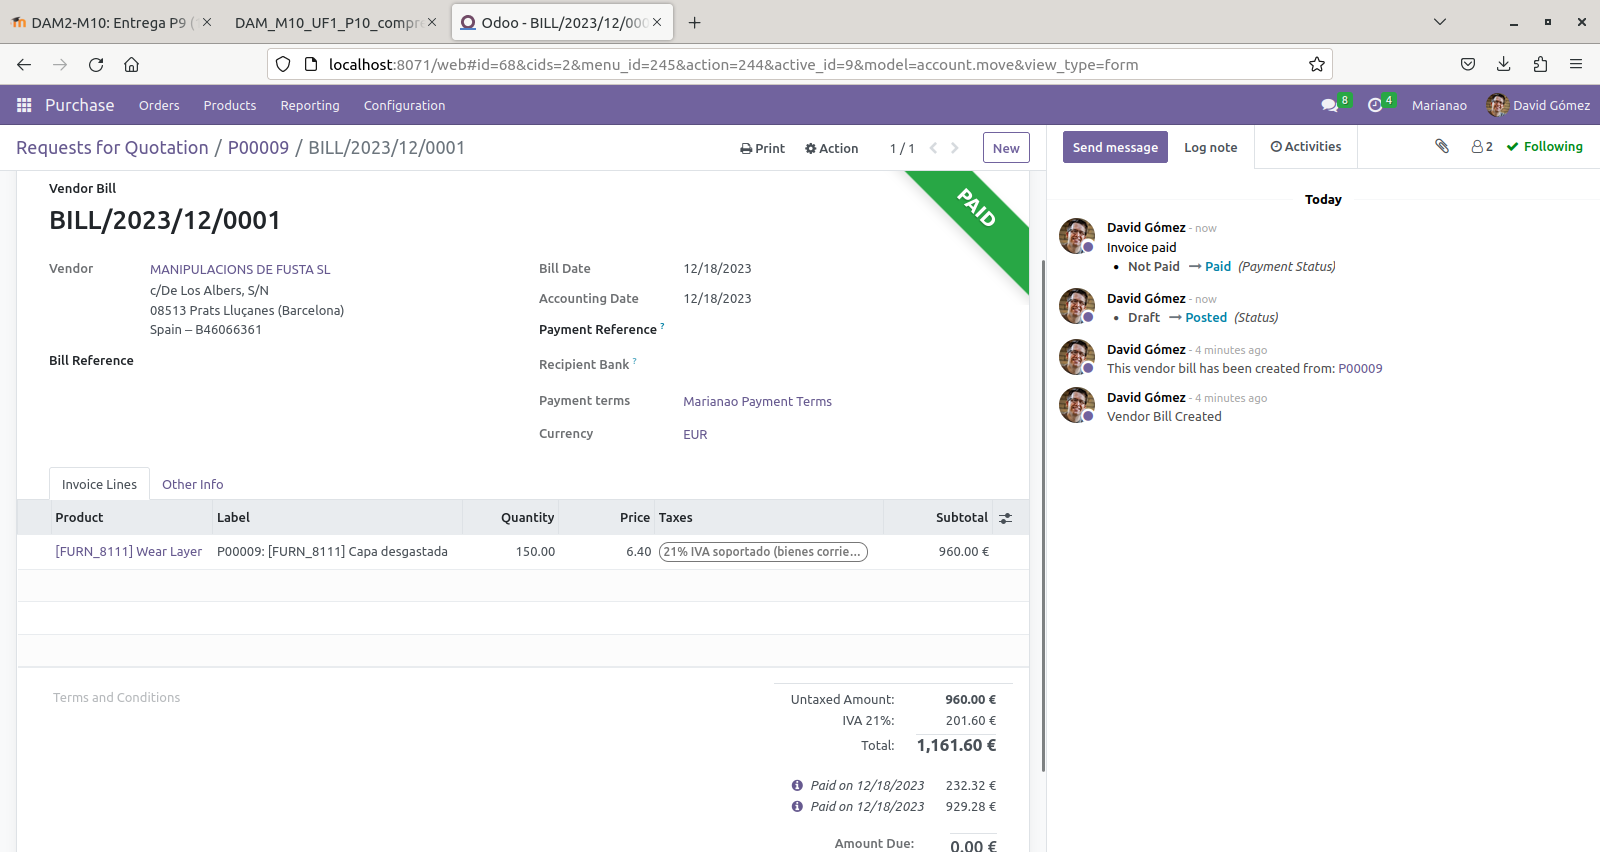 DAM2-M10: Entrega P9 (
DAM_M10_UF1_P10_compr
Odoo - BILL/2023/12/000
localhost:8071/web#id=68&cids=2&menu_id=245&action=244&active_id=9&model=account.move&view_type=form
Purchase
Orders
Products
Reporting
Configuration
8
4
Marianao
David Gómez
Requests for Quotation / P00009 / BILL/2023/12/0001
Print
Action
1 / 1
New
Send message
Log note
Activities
2
Following
Vendor Bill
BILL/2023/12/0001
PAID
Vendor
MANIPULACIONS DE FUSTA SL
c/De Los Albers, S/N
08513 Prats Lluçanes (Barcelona)
Spain – B46066361
Bill Reference
Bill Date
12/18/2023
Accounting Date
12/18/2023
Payment Reference ?
Recipient Bank ?
Payment terms
Marianao Payment Terms
Currency
EUR
Invoice Lines
Other Info
Product
Label
Quantity
Price
Taxes
Subtotal
[FURN_8111] Wear Layer
P00009: [FURN_8111] Capa desgastada
150.00
6.40
21% IVA soportado (bienes corrie...
960.00 €
Terms and Conditions
Untaxed Amount: 960.00 €
IVA 21%: 201.60 €
Total: 1,161.60 €
Paid on 12/18/2023 232.32 €
Paid on 12/18/2023 929.28 €
Amount Due: 0.00 €
Today
David Gómez - now
Invoice paid
• Not Paid → Paid (Payment Status)
David Gómez - now
• Draft → Posted (Status)
David Gómez - 4 minutes ago
This vendor bill has been created from: P00009
David Gómez - 4 minutes ago
Vendor Bill Created